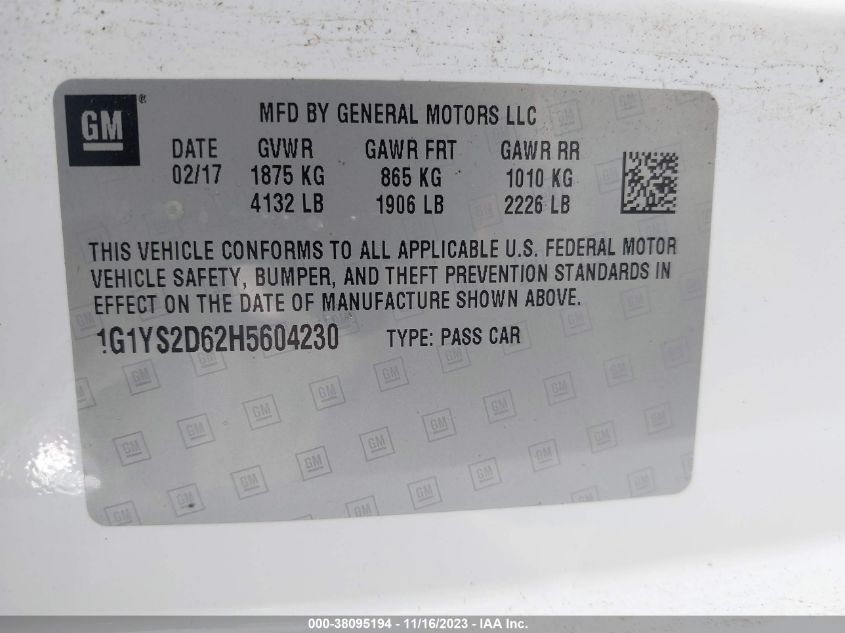 GM®
MFD BY GENERAL MOTORS LLC
DATE GVWR GAWR FRT GAWR RR
02/17 1875 KG 865 KG 1010 KG
4132 LB 1906 LB 2226 LB
THIS VEHICLE CONFORMS TO ALL APPLICABLE U.S. FEDERAL MOTOR
VEHICLE SAFETY, BUMPER, AND THEFT PREVENTION STANDARDS IN
EFFECT ON THE DATE OF MANUFACTURE SHOWN ABOVE.
1G1YS2D62H5604230 TYPE: PASS CAR
000-38095194 - 11/16/2023 - IAA Inc.